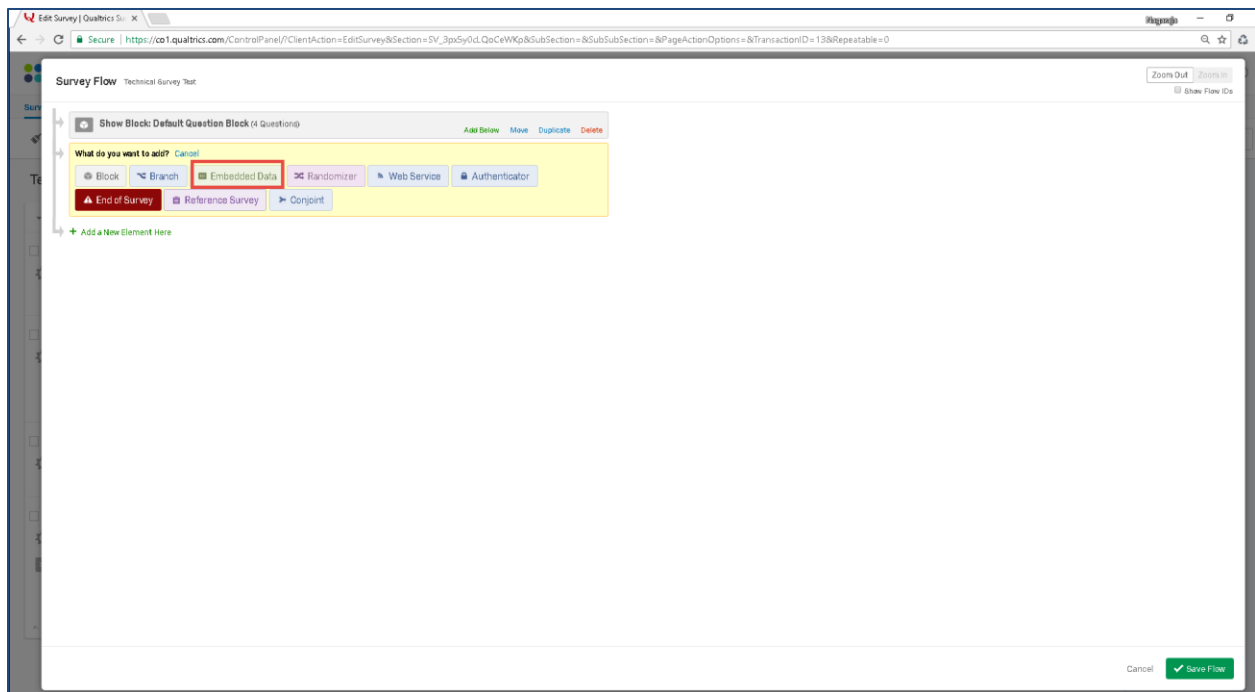 Edit Survey | Qualtrics Su
Secure | https://co1.qualtrics.com/ControlPanel/?ClientAction=EditSurvey&Section=SV_3px5y0cLQoCeWKp&SubSection=&SubSubSection=&PageActionOptions=&TransactionID=13&Repeatable=0
Survey Flow Technical Survey Test
Zoom Out Zoom In
Show Flow IDs
Surv
Show Block: Default Question Block (4 Questions)
Add Below Move Duplicate Delete
What do you want to add? Cancel
Te
Block Branch Embedded Data Randomizer Web Service Authenticator
End of Survey Reference Survey Conjoint
+ Add a New Element Here
Cancel Save Flow